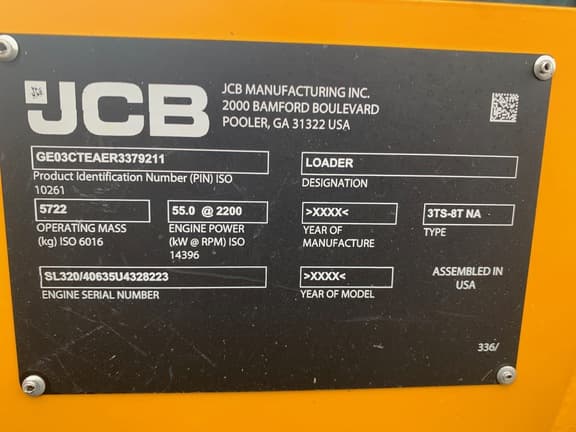 JCB
JCB MANUFACTURING INC.
2000 BAMFORD BOULEVARD
POOLER, GA 31322 USA
GE03CTEAER3379211
Product Identification Number (PIN) ISO
10261
LOADER
DESIGNATION
5722
OPERATING MASS
(kg) ISO 6016
55.0 @ 2200
ENGINE POWER
(kW @ RPM) ISO
14396
>XXXX<
YEAR OF
MANUFACTURE
3TS-8T NA
TYPE
SL320/40635U4328223
ENGINE SERIAL NUMBER
>XXXX<
YEAR OF MODEL
ASSEMBLED IN
USA
336/